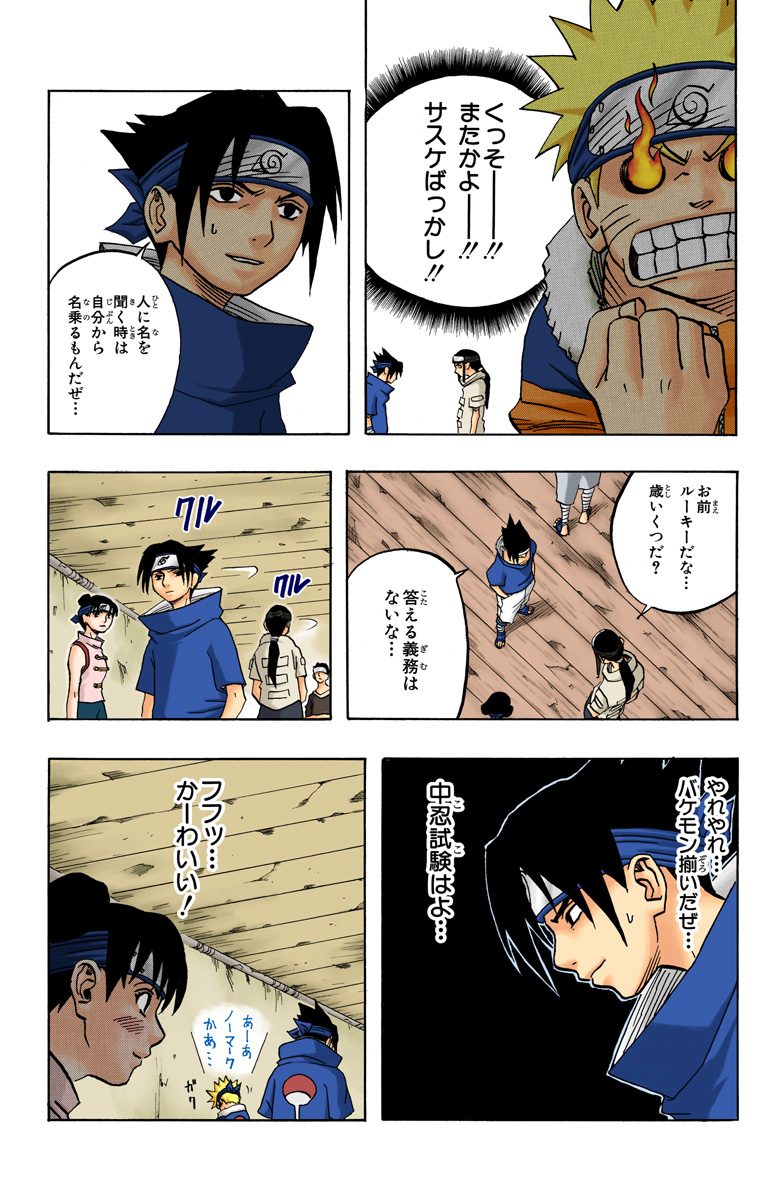 くっそ――!!
またかよ――!!
サスケばっかし!!
人に名を
聞く時は
自分から
名乗るもんだぜ…
お前
ルーキーだな…
歳いくつだ?
答える義務は
ないな…
クルッ
クルッ
やれやれ…
バケモン揃いだぜ…
中忍試験はよ…
フフッ…
かーわいい!
あーあ
ノーマーク
かあ…
ガク